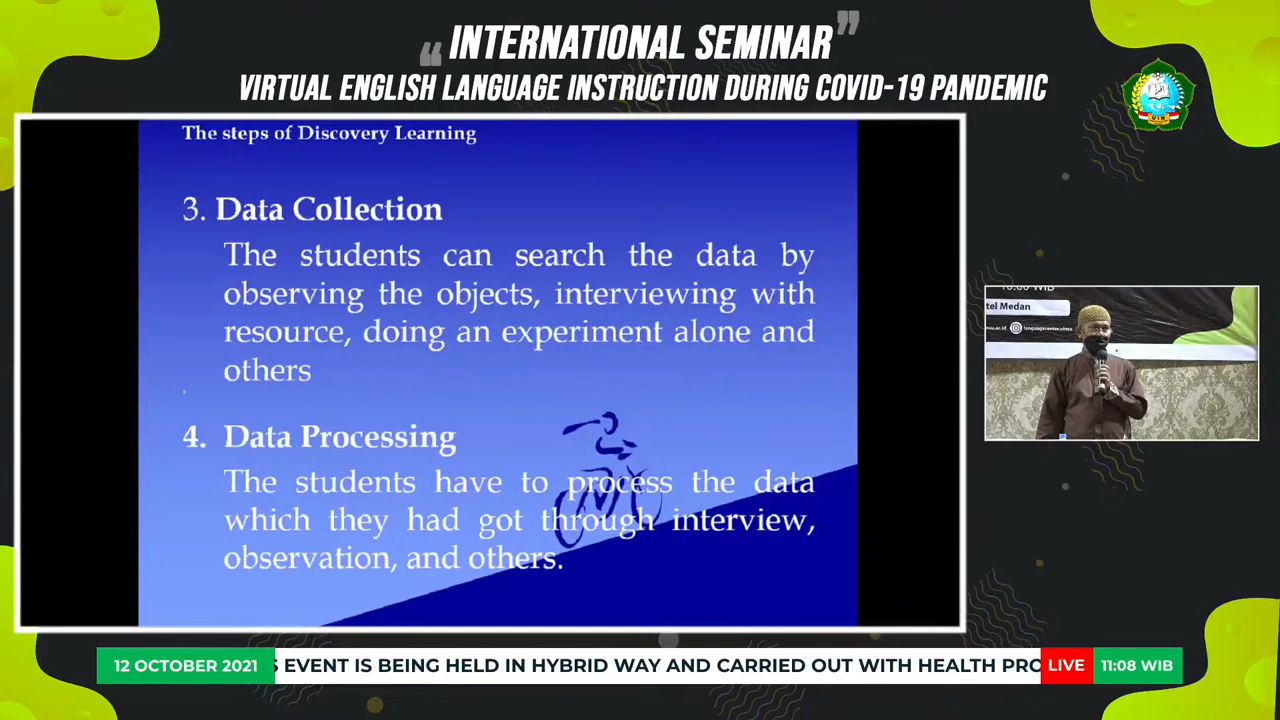 “ INTERNATIONAL SEMINAR ”
VIRTUAL ENGLISH LANGUAGE INSTRUCTION DURING COVID-19 PANDEMIC
UIN
The steps of Discovery Learning
3. Data Collection
The students can search the data by
observing the objects, interviewing with
resource, doing an experiment alone and
others
4. Data Processing
The students have to process the data
which they had got through interview,
observation, and others.
tel Medan
12 OCTOBER 2021
S EVENT IS BEING HELD IN HYBRID WAY AND CARRIED OUT WITH HEALTH PRO
LIVE
11:08 WIB